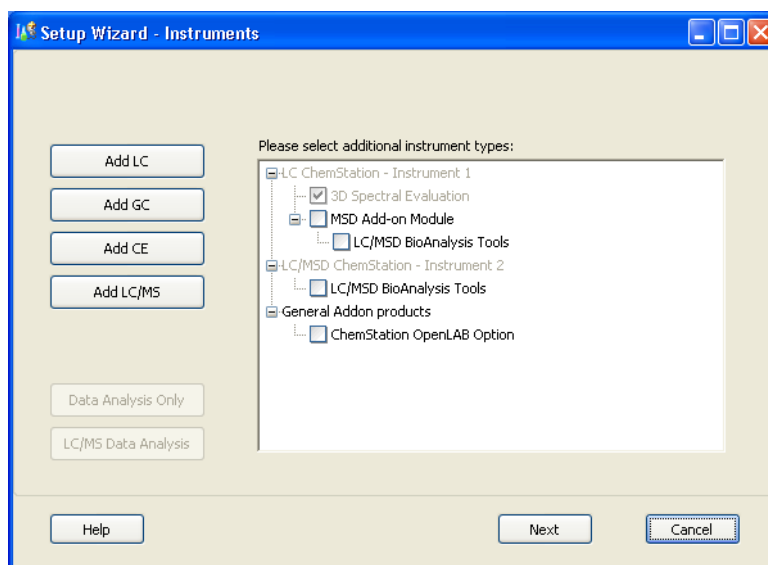 Setup Wizard - Instruments
Please select additional instrument types:
Add LC
Add GC
Add CE
Add LC/MS
Data Analysis Only
LC/MS Data Analysis
LC ChemStation - Instrument 1
3D Spectral Evaluation
MSD Add-on Module
LC/MSD BioAnalysis Tools
LC/MSD ChemStation - Instrument 2
LC/MSD BioAnalysis Tools
General Addon products
ChemStation OpenLAB Option
Help
Next
Cancel